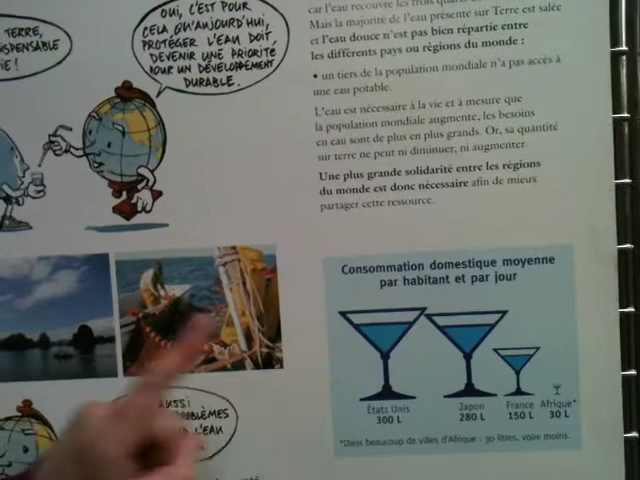 TERRE,
OUI, C'EST POUR
CELA QU'AUJOURD'HUI,
PROTÉGER L'EAU DOIT
DEVENIR UNE PRIORITÉ
POUR UN DÉVELOPPEMENT
DURABLE.
car l'eau recouvre les trois
Mais la majorité de l'eau présente sur Terre est salée
et l'eau douce n'est pas bien répartie entre
les différents pays ou régions du monde :
• un tiers de la population mondiale n'a pas accès à
une eau potable.
L'eau est nécessaire à la vie et à mesure que
la population mondiale augmente, les besoins
en eau sont de plus en plus grands. Or, sa quantité
sur terre ne peut ni diminuer, ni augmenter.
Une plus grande solidarité entre les régions
du monde est donc nécessaire afin de mieux
partager cette ressource.
Consommation domestique moyenne
par habitant et par jour
États Unis Japon France Afrique*
300 L 280 L 150 L 30 L
*Dans beaucoup de villes d'Afrique : 30 litres, voire moins.
AUSSI
L'EAU